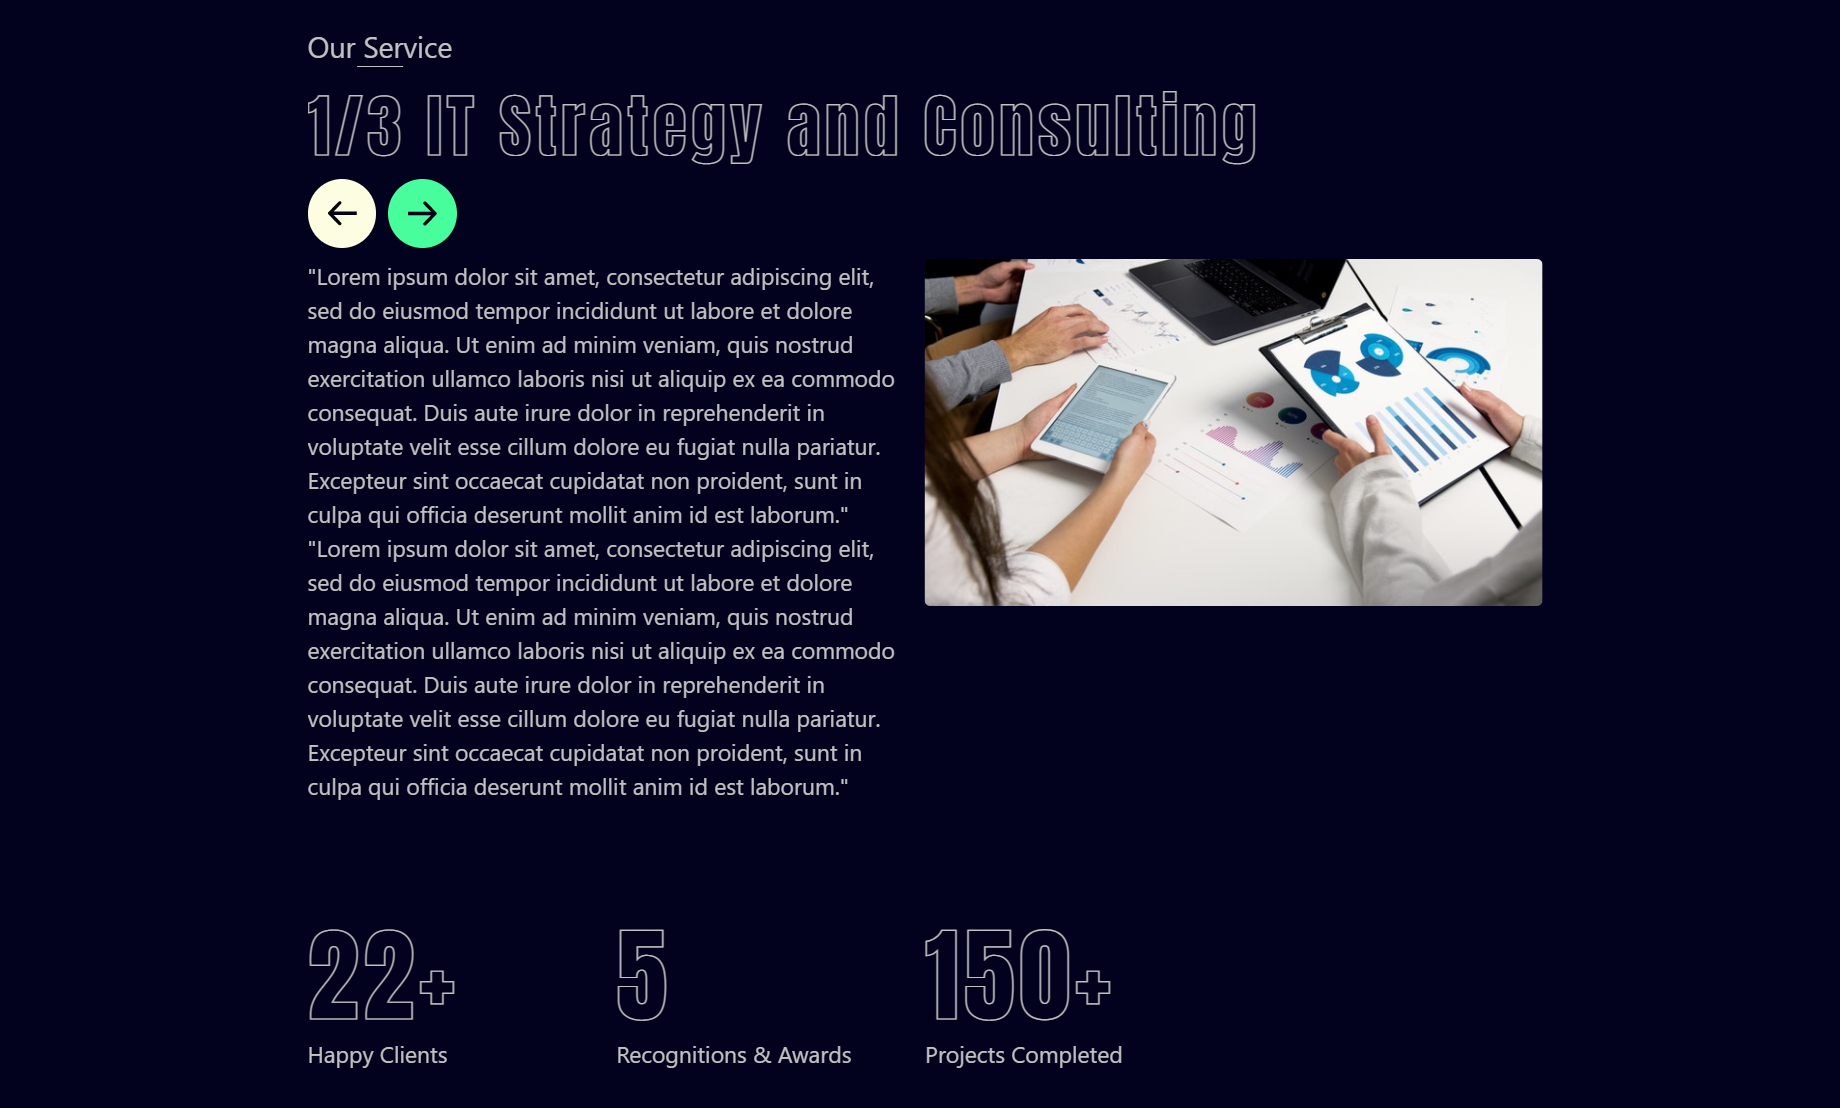 Our Service
1/3 IT Strategy and Consulting
"Lorem ipsum dolor sit amet, consectetur adipiscing elit,
sed do eiusmod tempor incididunt ut labore et dolore
magna aliqua. Ut enim ad minim veniam, quis nostrud
exercitation ullamco laboris nisi ut aliquip ex ea commodo
consequat. Duis aute irure dolor in reprehenderit in
voluptate velit esse cillum dolore eu fugiat nulla pariatur.
Excepteur sint occaecat cupidatat non proident, sunt in
culpa qui officia deserunt mollit anim id est laborum."
"Lorem ipsum dolor sit amet, consectetur adipiscing elit,
sed do eiusmod tempor incididunt ut labore et dolore
magna aliqua. Ut enim ad minim veniam, quis nostrud
exercitation ullamco laboris nisi ut aliquip ex ea commodo
consequat. Duis aute irure dolor in reprehenderit in
voluptate velit esse cillum dolore eu fugiat nulla pariatur.
Excepteur sint occaecat cupidatat non proident, sunt in
culpa qui officia deserunt mollit anim id est laborum."
22+
5
150+
Happy Clients
Recognitions & Awards
Projects Completed